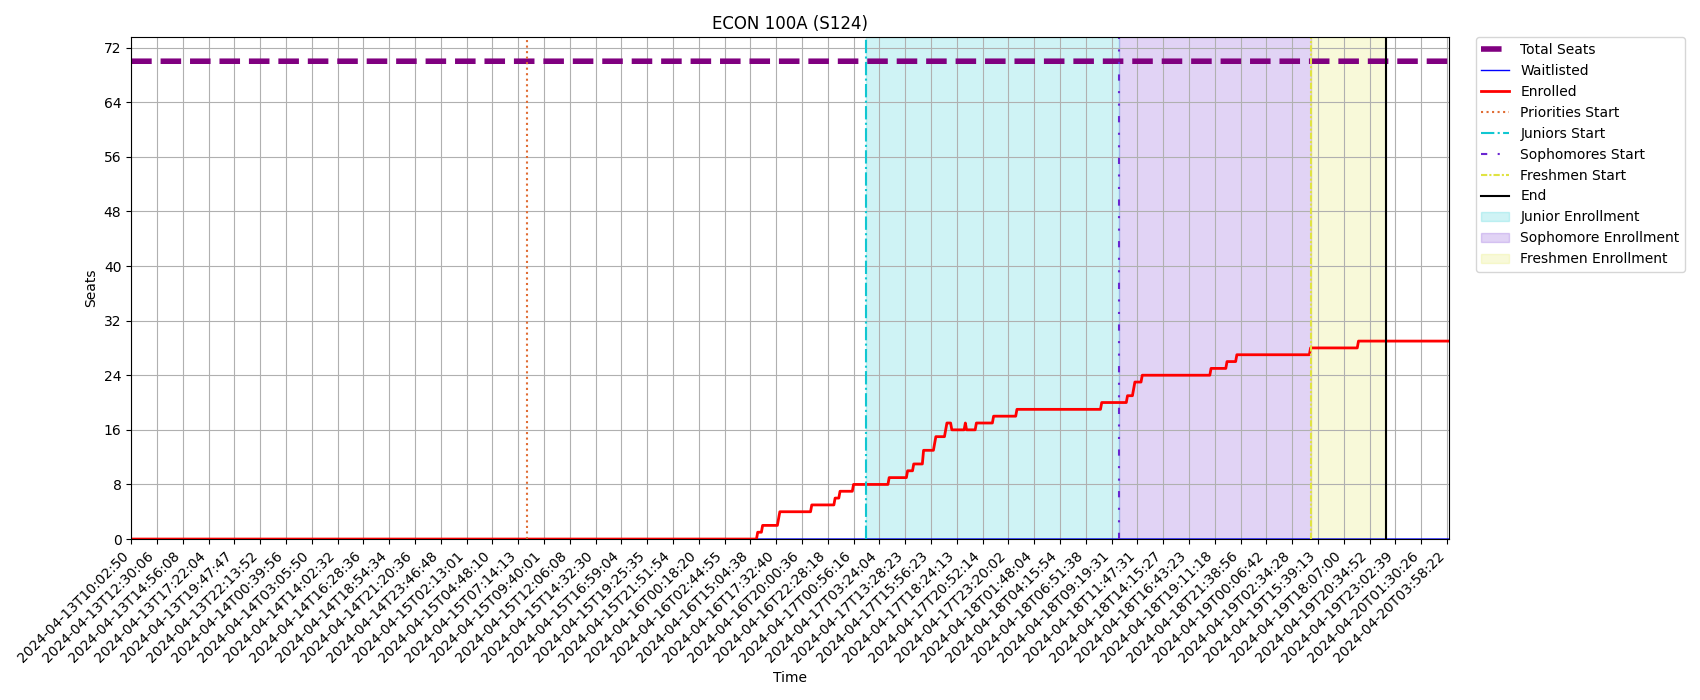 ECON 100A (S124)
72
64
56
48
40
32
24
16
8
0
Seats
2024-04-13T10:02:50
2024-04-13T12:30:06
2024-04-13T14:56:08
2024-04-13T17:22:04
2024-04-13T19:47:47
2024-04-13T22:13:52
2024-04-14T00:39:56
2024-04-14T03:05:50
2024-04-14T14:02:32
2024-04-14T16:28:36
2024-04-14T18:54:34
2024-04-14T21:20:36
2024-04-14T23:46:48
2024-04-15T02:13:01
2024-04-15T04:48:10
2024-04-15T07:14:13
2024-04-15T09:40:01
2024-04-15T12:06:08
2024-04-15T14:32:30
2024-04-15T16:59:04
2024-04-15T19:25:35
2024-04-15T21:51:54
2024-04-16T00:18:20
2024-04-16T02:44:55
2024-04-16T15:04:38
2024-04-16T17:32:40
2024-04-16T20:00:36
2024-04-16T22:28:18
2024-04-17T00:56:16
2024-04-17T03:24:04
2024-04-17T13:28:23
2024-04-17T15:56:23
2024-04-17T18:24:13
2024-04-17T20:52:14
2024-04-17T23:20:02
2024-04-18T01:48:04
2024-04-18T04:15:54
2024-04-18T06:51:38
2024-04-18T09:19:31
2024-04-18T11:47:31
2024-04-18T14:15:27
2024-04-18T16:43:23
2024-04-18T19:11:18
2024-04-18T21:38:56
2024-04-19T00:06:42
2024-04-19T02:34:28
2024-04-19T15:39:13
2024-04-19T18:07:00
2024-04-19T20:34:52
2024-04-19T23:02:39
2024-04-20T01:30:26
2024-04-20T03:58:22
Time
Total Seats
Waitlisted
Enrolled
Priorities Start
Juniors Start
Sophomores Start
Freshmen Start
End
Junior Enrollment
Sophomore Enrollment
Freshmen Enrollment